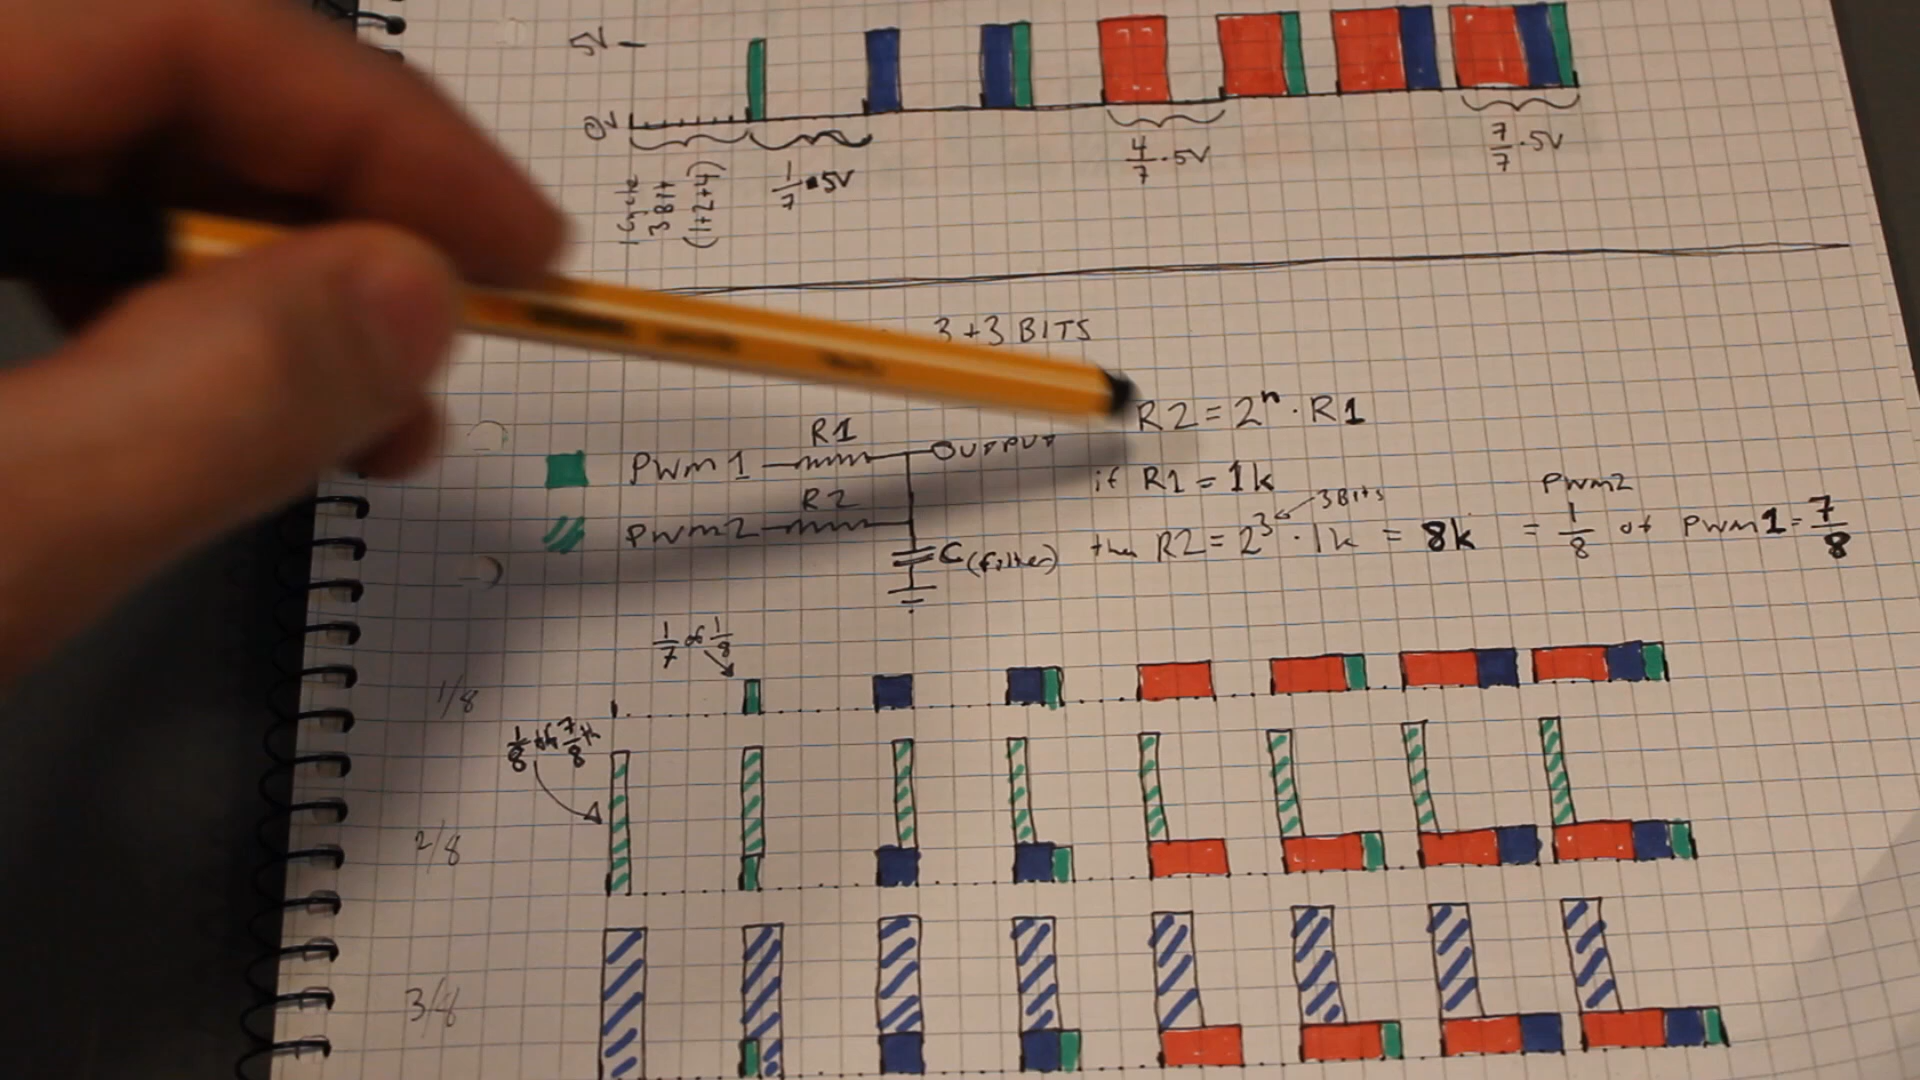 5V
0V
1 Cycle
3 Bit
(1+2+4)
1/7 · 5V
4/7 · 5V
7/7 · 5V
3+3 BITS
R1
PWM1
OUTPUT
R2 = 2ⁿ · R1
R2
PWM2
C (filter)
if R1 = 1k
3 Bits
PWM2
then R2 = 2³ · 1k = 8k = 1/8 of PWM1 = 7/8
1/7 of 1/8
1/8
1/8 of 7/8th
2/8
3/8